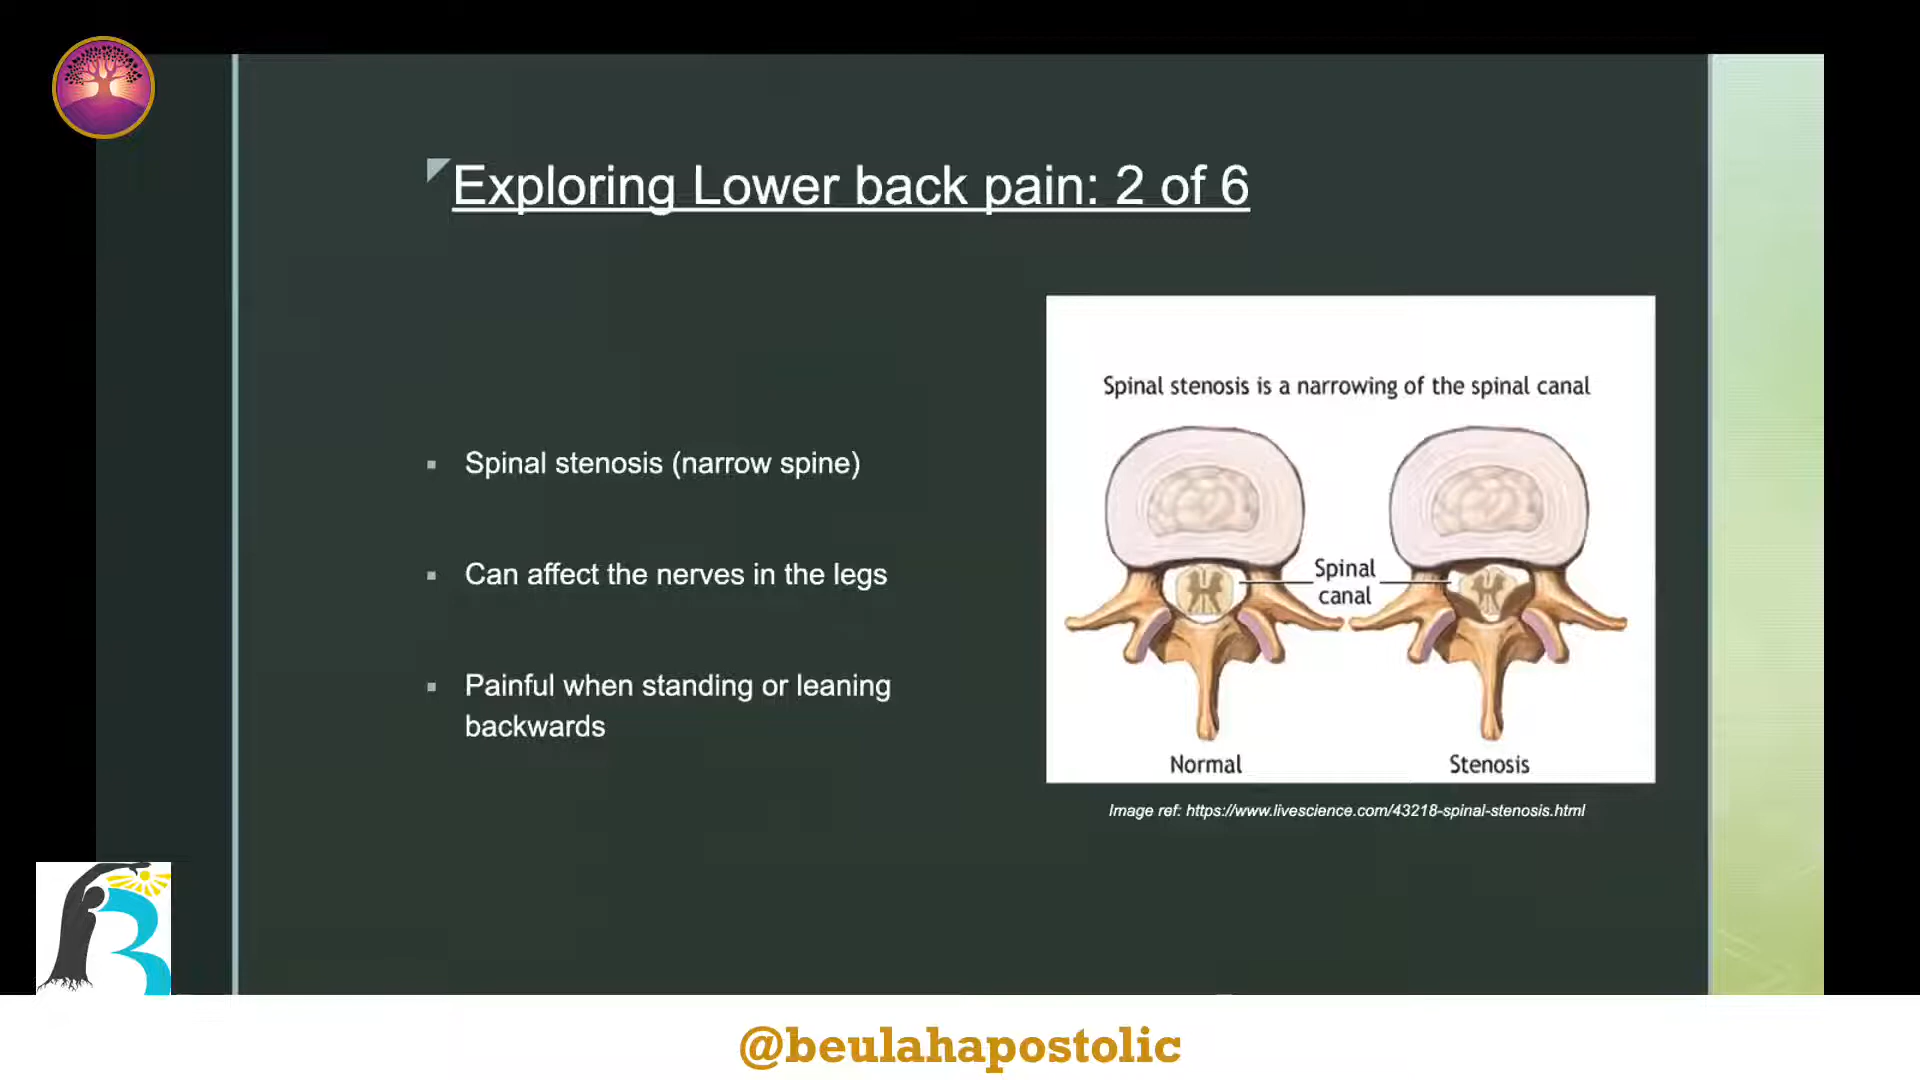 Exploring Lower back pain: 2 of 6
Spinal stenosis (narrow spine)
Can affect the nerves in the legs
Painful when standing or leaning
backwards
Spinal stenosis is a narrowing of the spinal canal
Spinal
canal
Normal
Stenosis
Image ref: https://www.livescience.com/43218-spinal-stenosis.html
B
@beulahapostolic